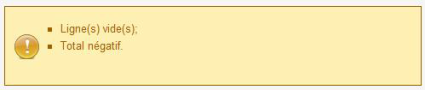 Ligne(s) vide(s);
Total négatif.